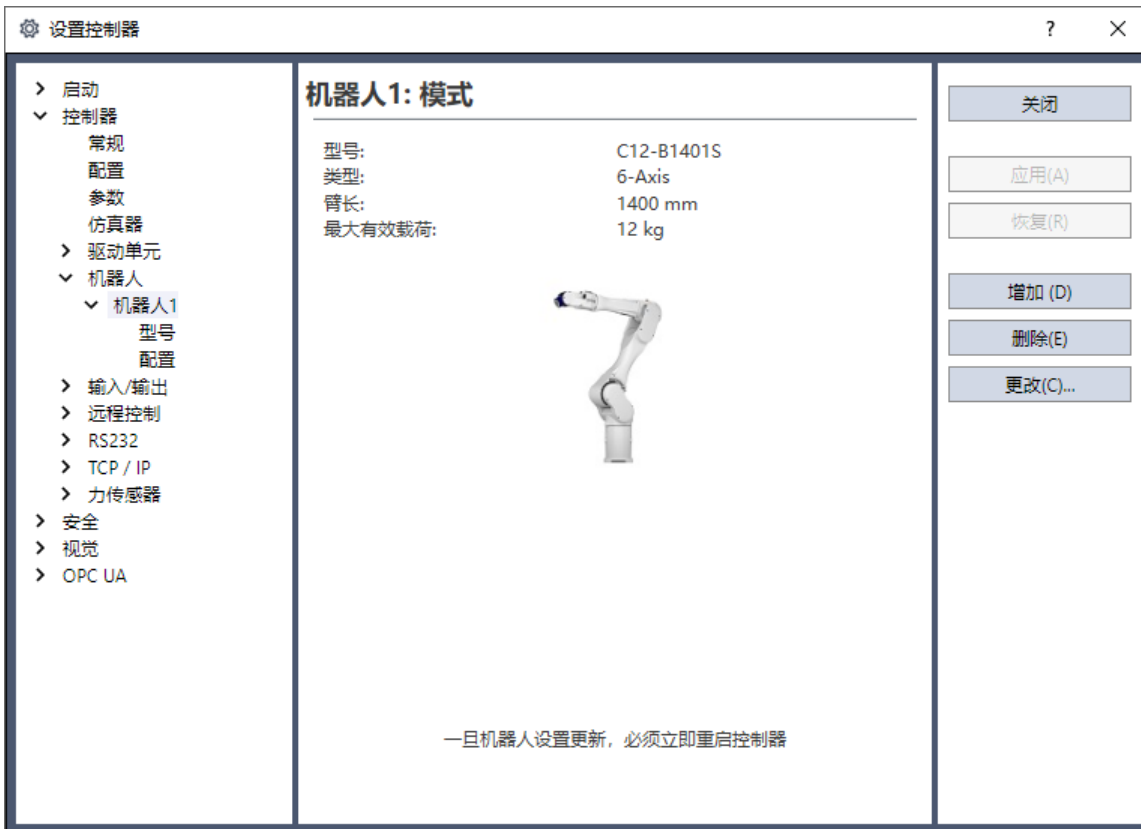 设置控制器
?
启动
控制器
常规
配置
参数
仿真器
驱动单元
机器人
机器人1
型号
配置
输入/输出
远程控制
RS232
TCP / IP
力传感器
安全
视觉
OPC UA
机器人1: 模式
型号: C12-B1401S
类型: 6-Axis
臂长: 1400 mm
最大有效载荷: 12 kg
一旦机器人设置更新，必须立即重启控制器
关闭
应用(A)
恢复(R)
增加 (D)
删除(E)
更改(C)...